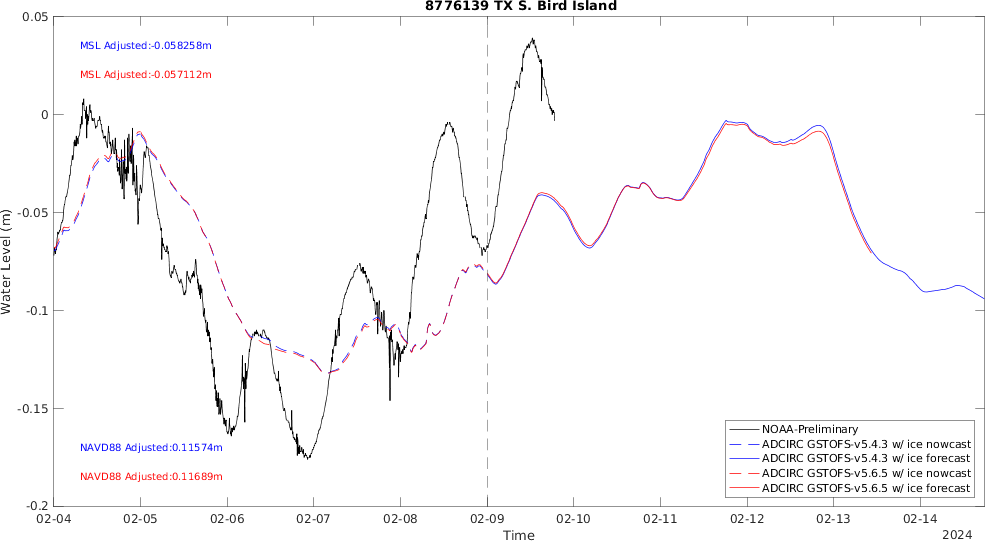 8776139 TX S. Bird Island
0.05
MSL Adjusted:-0.058258m
MSL Adjusted:-0.057112m
0
-0.05
Water Level (m)
-0.1
-0.15
NAVD88 Adjusted:0.11574m
NAVD88 Adjusted:0.11689m
NOAA-Preliminary
ADCIRC GSTOFS-v5.4.3 w/ ice nowcast
ADCIRC GSTOFS-v5.4.3 w/ ice forecast
ADCIRC GSTOFS-v5.6.5 w/ ice nowcast
ADCIRC GSTOFS-v5.6.5 w/ ice forecast
-0.2
02-04 02-05 02-06 02-07 02-08 02-09 02-10 02-11 02-12 02-13 02-14
Time
2024